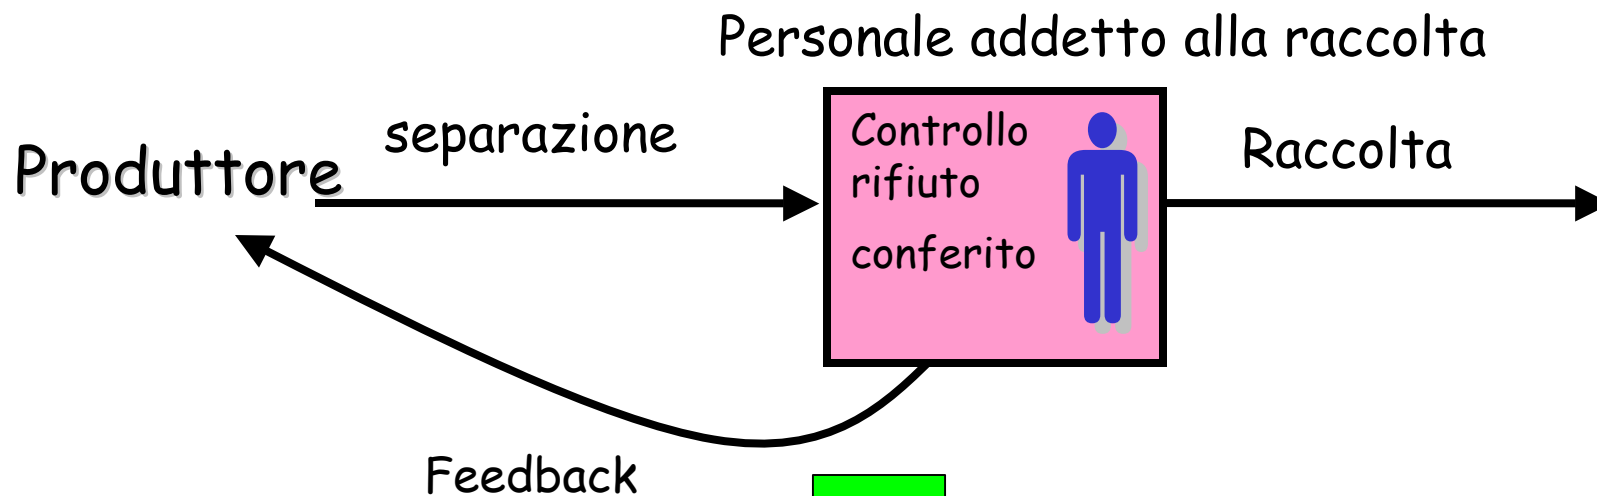 Personale addetto alla raccolta
separazione
Produttore
Controllo
rifiuto
conferito
Raccolta
Feedback